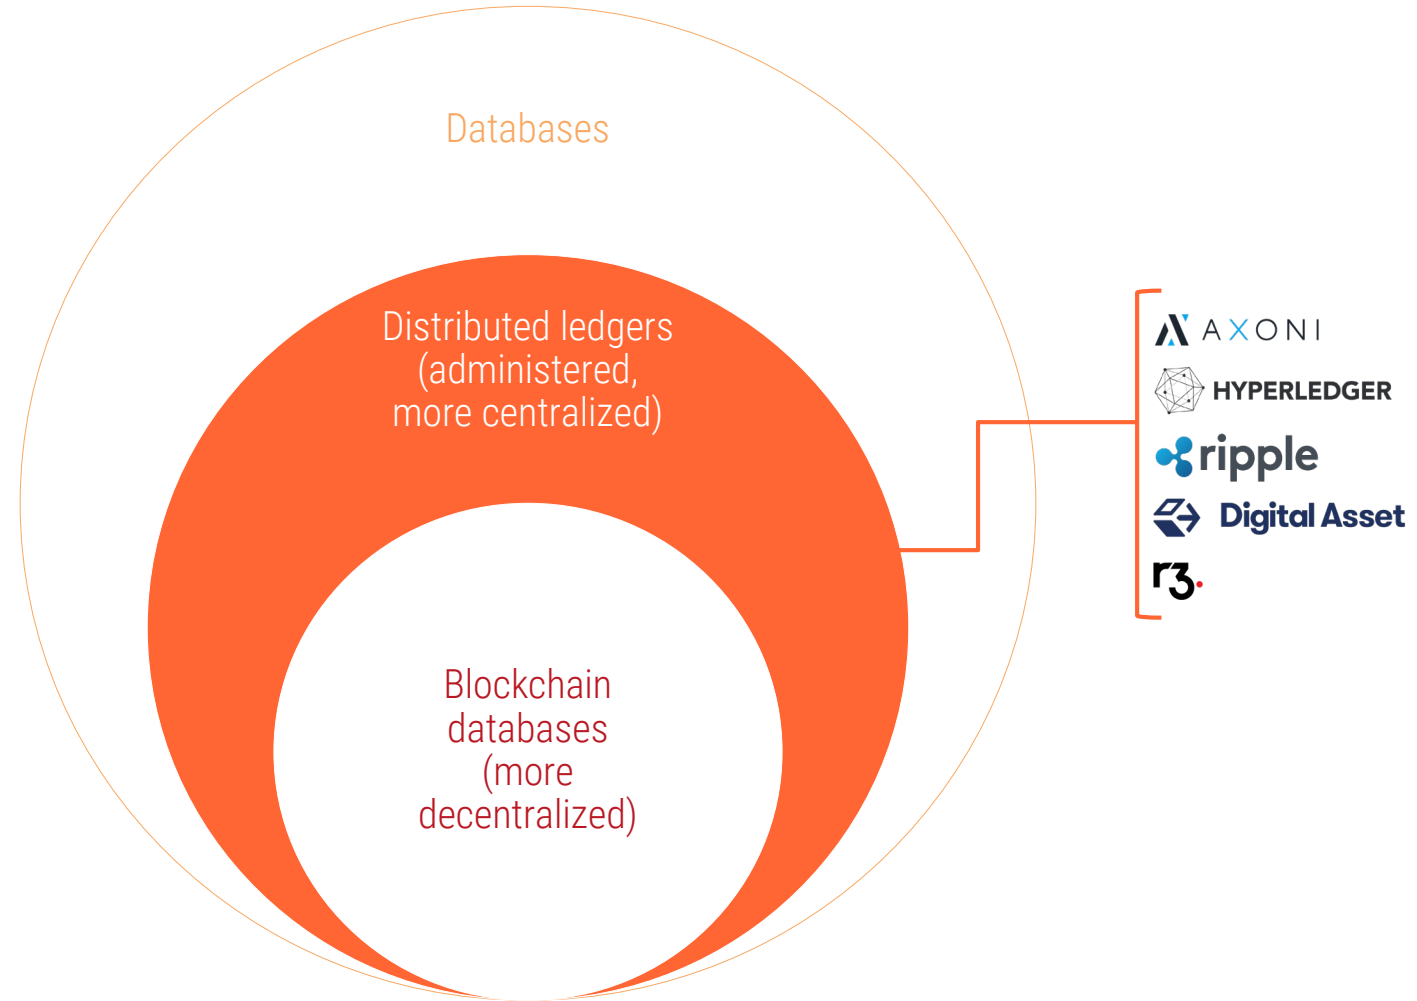 Databases
Distributed ledgers
(administered,
more centralized)
Blockchain
databases
(more
decentralized)
AXONI
HYPERLEDGER
ripple
Digital Asset
r3.